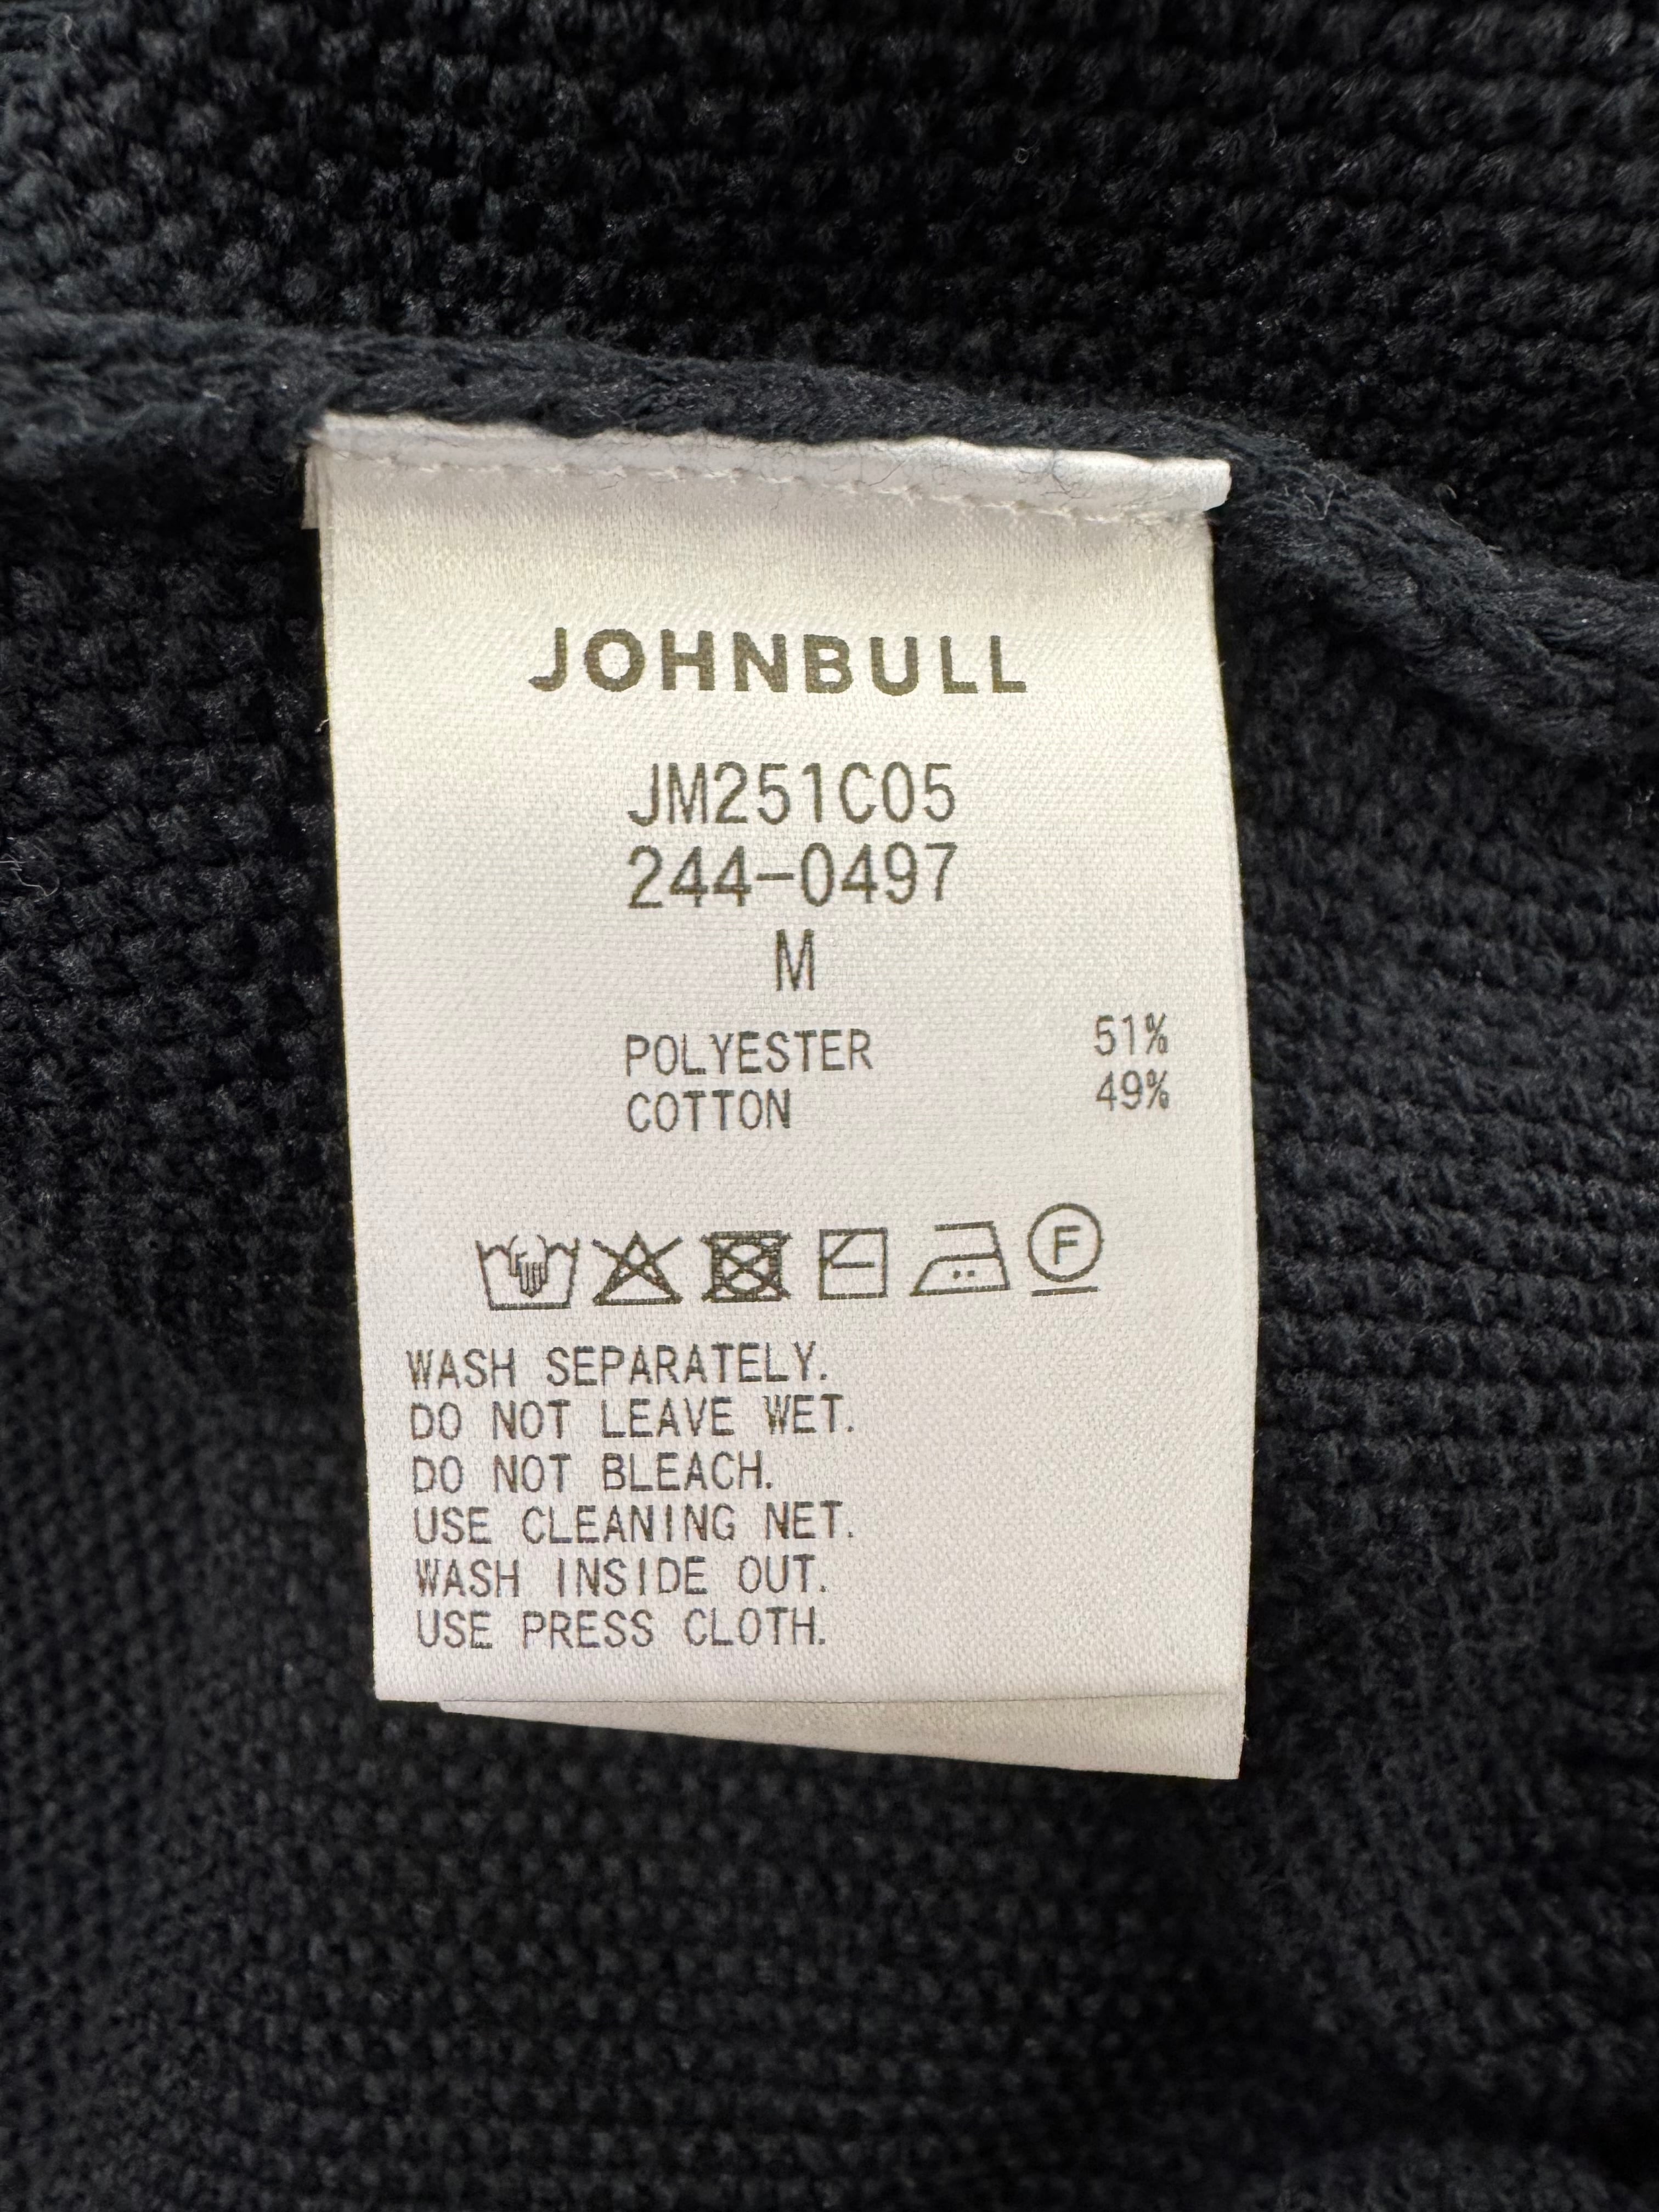 JOHNBULL
JM251C05
244-0497
M
POLYESTER 51%
COTTON 49%
F
WASH SEPARATELY.
DO NOT LEAVE WET.
DO NOT BLEACH.
USE CLEANING NET.
WASH INSIDE OUT.
USE PRESS CLOTH.